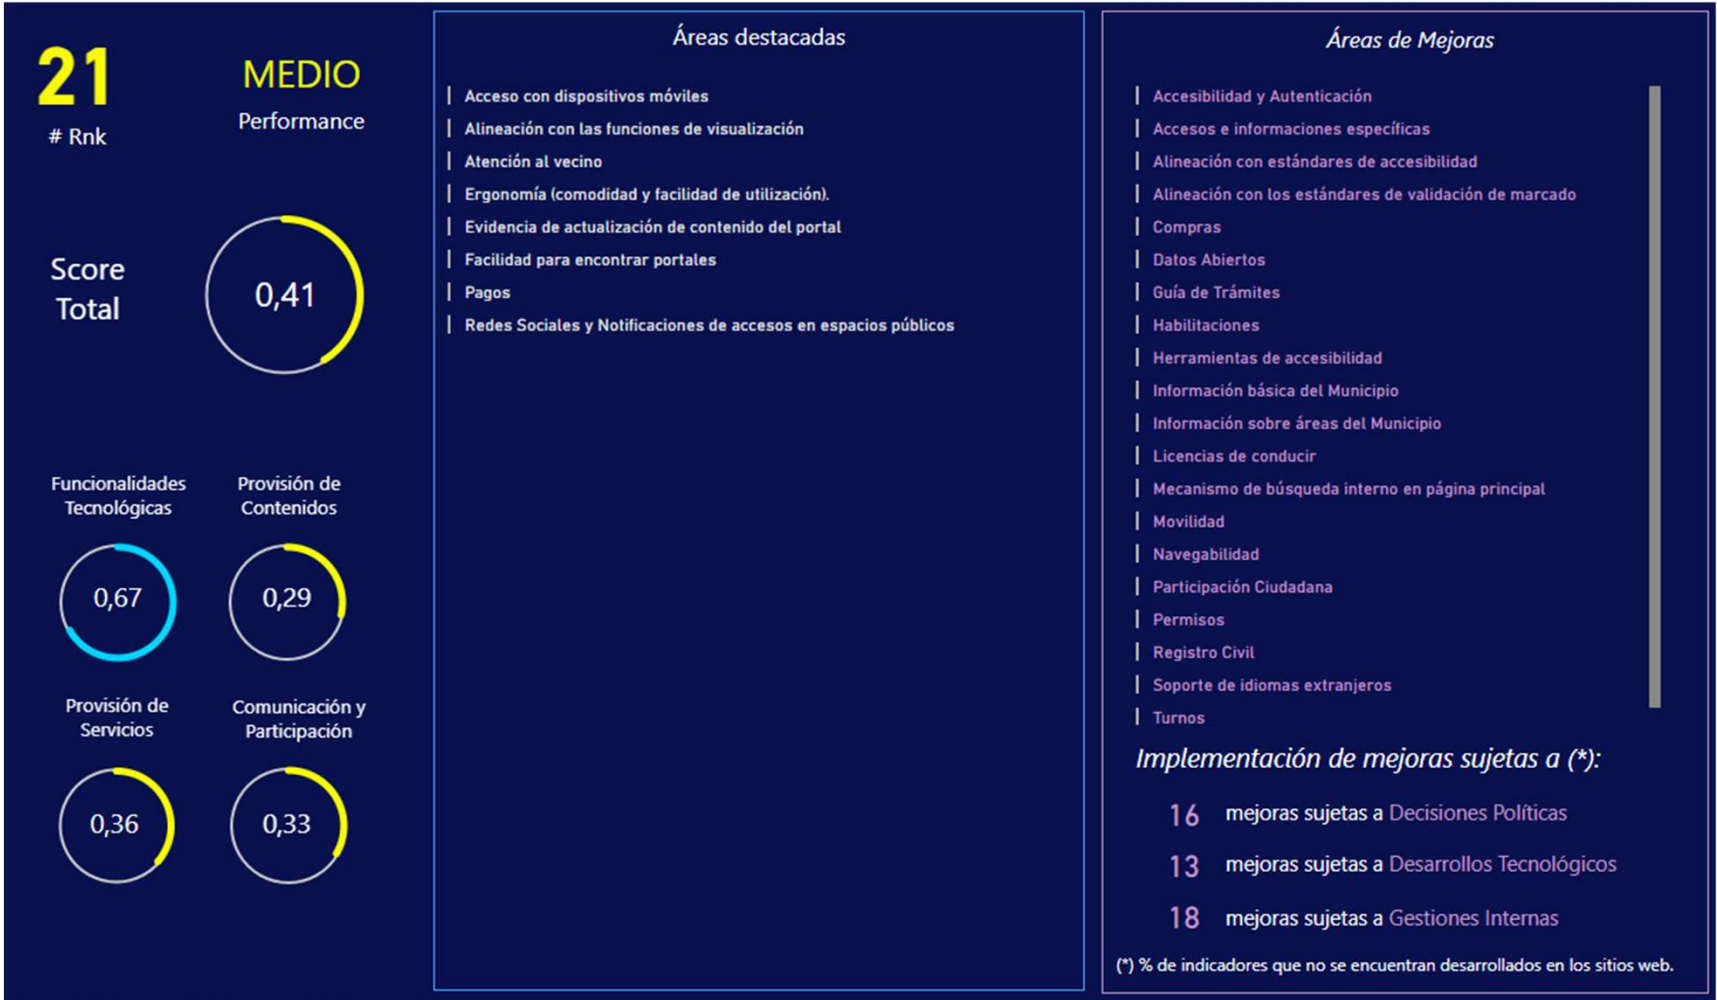 21
# Rnk
MEDIO
Performance
Score
Total
0,41
Funcionalidades
Tecnológicas
0,67
Provisión de
Contenidos
0,29
Provisión de
Servicios
0,36
Comunicación y
Participación
0,33
Áreas destacadas
Acceso con dispositivos móviles
Alineación con las funciones de visualización
Atención al vecino
Ergonomía (comodidad y facilidad de utilización).
Evidencia de actualización de contenido del portal
Facilidad para encontrar portales
Pagos
Redes Sociales y Notificaciones de accesos en espacios públicos
Áreas de Mejoras
Accesibilidad y Autenticación
Accesos e informaciones específicas
Alineación con estándares de accesibilidad
Alineación con los estándares de validación de marcado
Compras
Datos Abiertos
Guía de Trámites
Habilitaciones
Herramientas de accesibilidad
Información básica del Municipio
Información sobre áreas del Municipio
Licencias de conducir
Mecanismo de búsqueda interno en página principal
Movilidad
Navegabilidad
Participación Ciudadana
Permisos
Registro Civil
Soporte de idiomas extranjeros
Turnos
Implementación de mejoras sujetas a (*):
16 mejoras sujetas a Decisiones Políticas
13 mejoras sujetas a Desarrollos Tecnológicos
18 mejoras sujetas a Gestiones Internas
(*) % de indicadores que no se encuentran desarrollados en los sitios web.